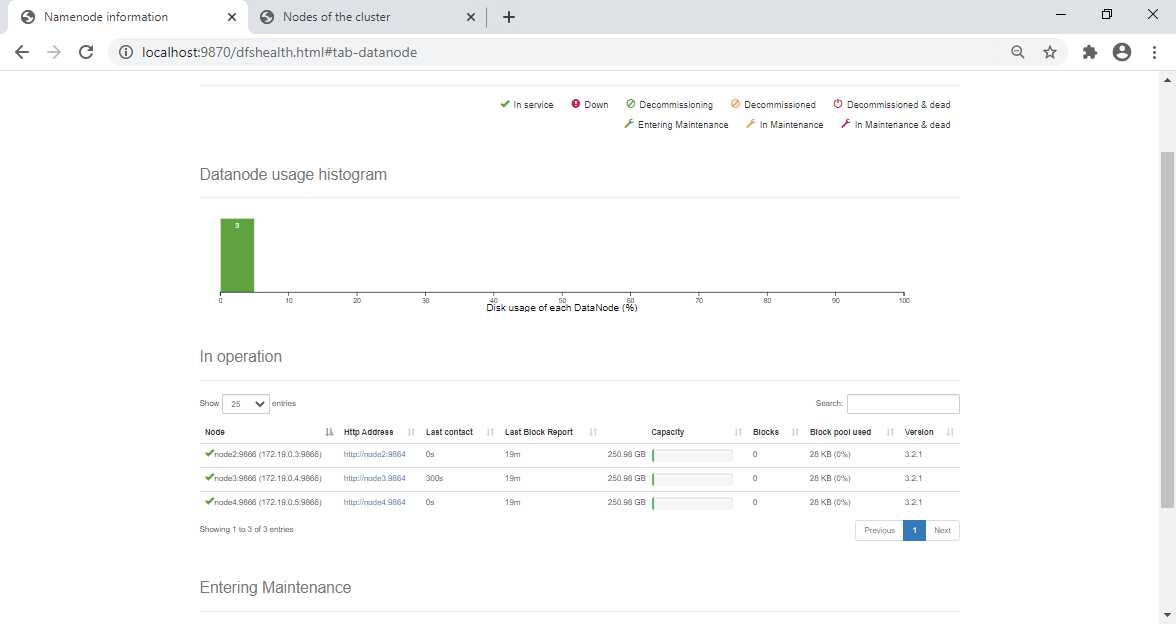 Namenode information
Nodes of the cluster
localhost:9870/dfshealth.html#tab-datanode
In service Down Decommissioning Decommissioned Decommissioned & dead
Entering Maintenance In Maintenance In Maintenance & dead
Datanode usage histogram
3
0 10 20 30 40 50 60 70 80 90 100
Disk usage of each DataNode (%)
In operation
Show 25 entries Search:
Node Http Address Last contact Last Block Report Capacity Blocks Block pool used Version
node2:9866 (172.19.0.3:9866) http://node2:9864 0s 19m 250.98 GB 0 28 KB (0%) 3.2.1
node3:9866 (172.19.0.4:9866) http://node3:9864 300s 19m 250.98 GB 0 28 KB (0%) 3.2.1
node4:9866 (172.19.0.5:9866) http://node4:9864 0s 19m 250.98 GB 0 28 KB (0%) 3.2.1
Showing 1 to 3 of 3 entries Previous 1 Next
Entering Maintenance